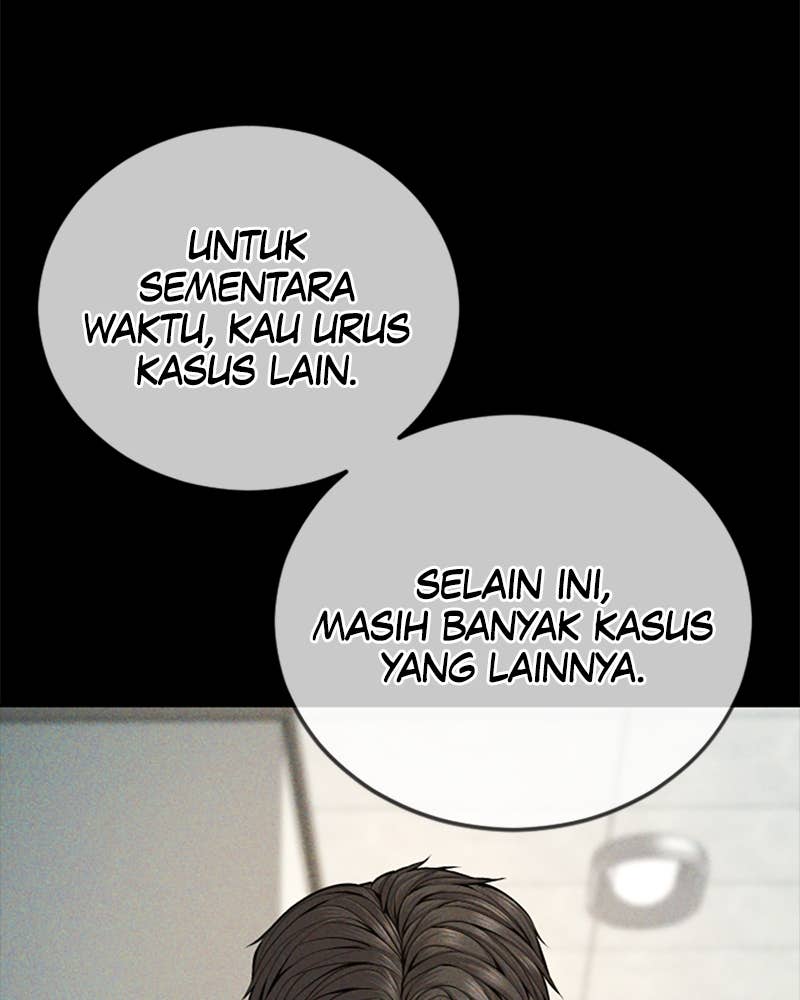 UNTUK
SEMENTARA
WAKTU, KAU URUS
KASUS LAIN.
SELAIN INI,
MASIH BANYAK KASUS
YANG LAINNYA.